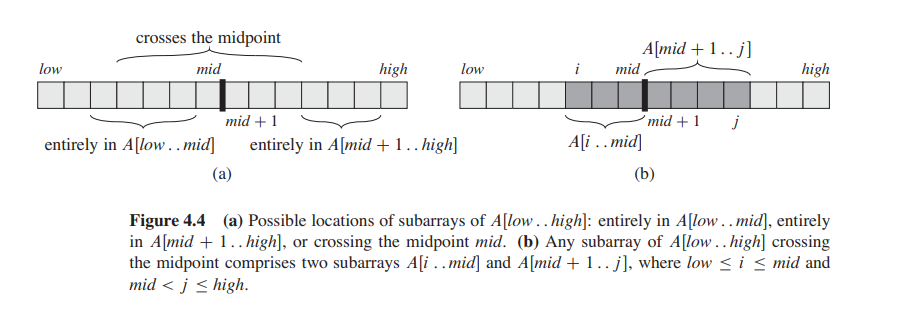 crosses the midpoint
low mid high
mid + 1
entirely in A[low . . mid] entirely in A[mid + 1 . . high]
(a)
A[mid + 1 . . j]
low i mid high
mid + 1 j
A[i . . mid]
(b)
Figure 4.4 (a) Possible locations of subarrays of A[low . . high]: entirely in A[low . . mid], entirely
in A[mid + 1 . . high], or crossing the midpoint mid. (b) Any subarray of A[low . . high] crossing
the midpoint comprises two subarrays A[i . . mid] and A[mid + 1 . . j], where low ≤ i ≤ mid and
mid < j ≤ high.